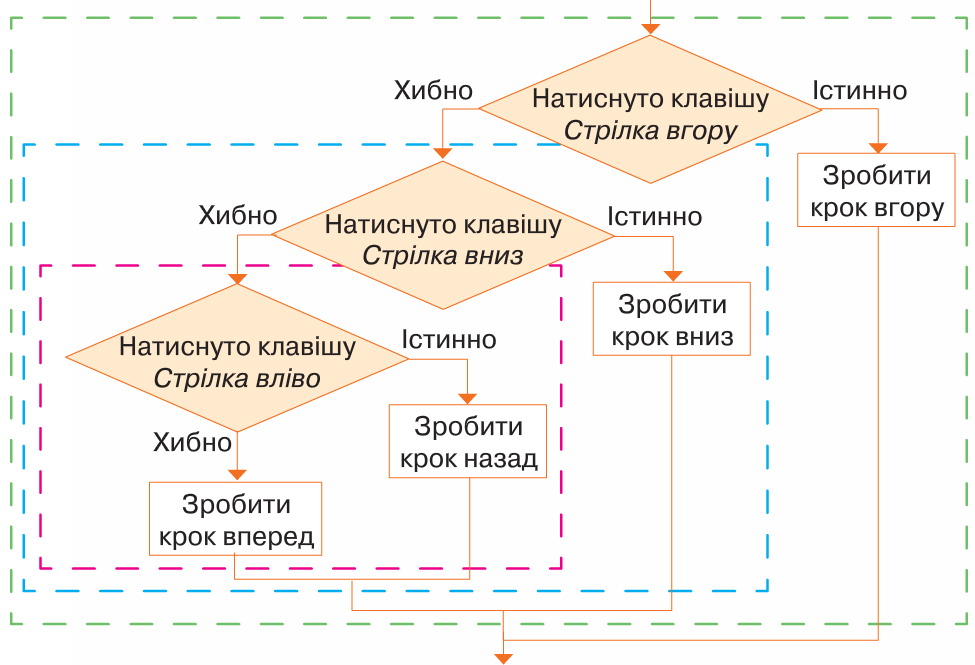 Хибно
Натиснуто клавішу
Стрілка вгору
Істинно
Зробити
крок вгору
Хибно
Натиснуто клавішу
Стрілка вниз
Істинно
Зробити
крок вниз
Натиснуто клавішу
Стрілка вліво
Істинно
Зробити
крок назад
Хибно
Зробити
крок вперед